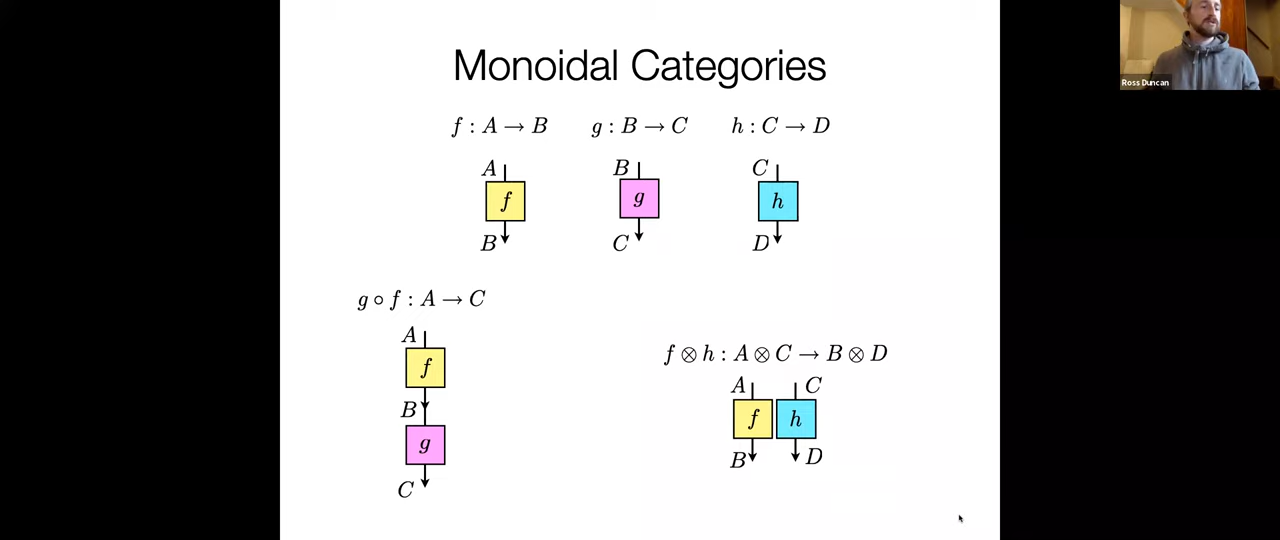 Monoidal Categories
f : A → B g : B → C h : C → D
A B C
f g h
B C D
g ∘ f : A → C
A
f
B
g
C
f ⊗ h : A ⊗ C → B ⊗ D
A C
f h
B D
Ross Duncan